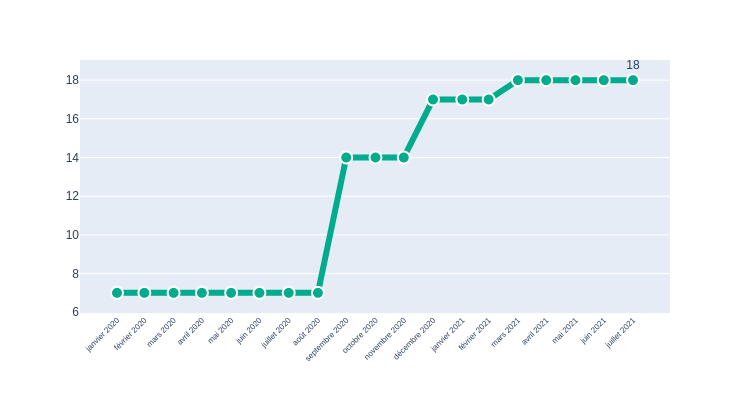 18
18
16
14
12
10
8
6
janvier 2020
février 2020
mars 2020
avril 2020
mai 2020
juin 2020
juillet 2020
août 2020
septembre 2020
octobre 2020
novembre 2020
décembre 2020
janvier 2021
février 2021
mars 2021
avril 2021
mai 2021
juin 2021
juillet 2021